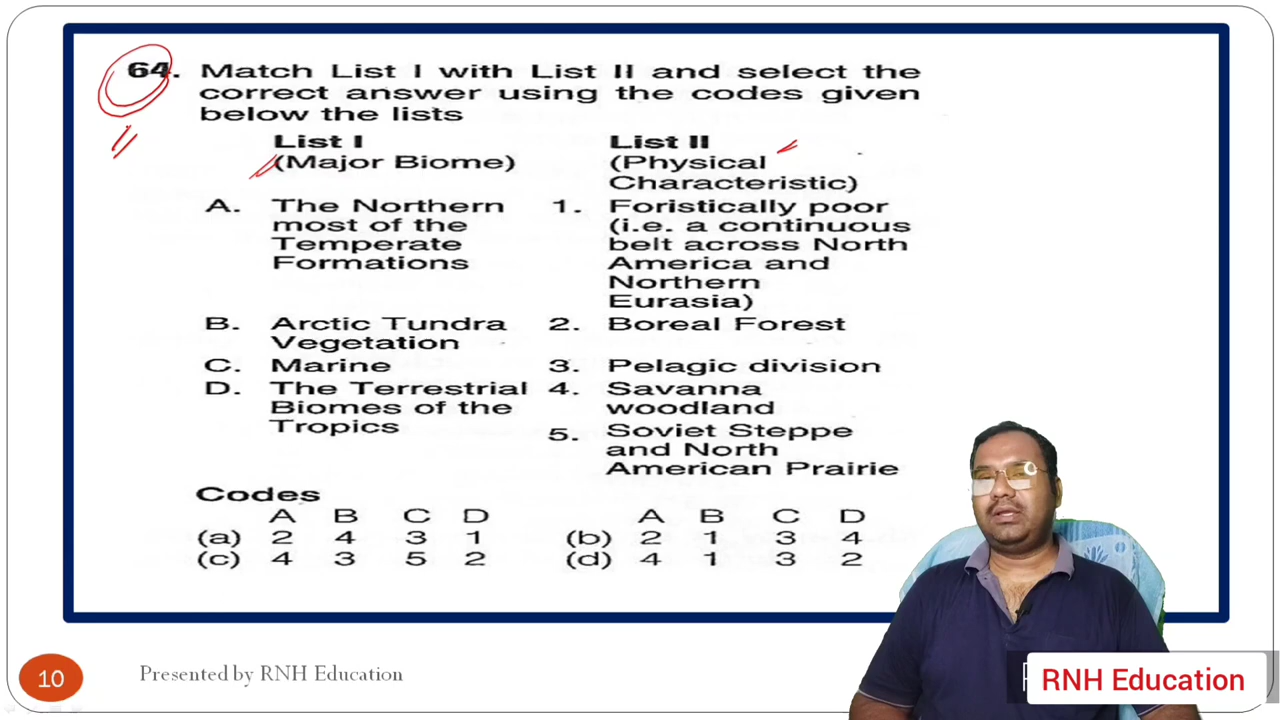 64. Match List I with List II and select the
correct answer using the codes given
below the lists
List I List II
(Major Biome) (Physical
Characteristic)
A. The Northern 1. Foristically poor
most of the (i.e. a continuous
Temperate belt across North
Formations America and
Northern
Eurasia)
B. Arctic Tundra 2. Boreal Forest
Vegetation
C. Marine 3. Pelagic division
D. The Terrestrial 4. Savanna
Biomes of the woodland
Tropics 5. Soviet Steppe
and North
American Prairie
Codes
A B C D A B C D
(a) 2 4 3 1 (b) 2 1 3 4
(c) 4 3 5 2 (d) 4 1 3 2
10 Presented by RNH Education
RNH Education